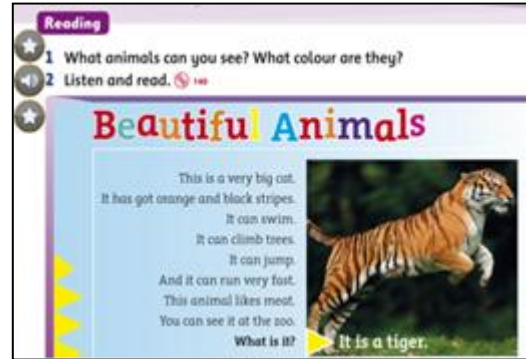 Reading
1 What animals can you see? What colour are they?
2 Listen and read.
Beautiful Animals
This is a very big cat.
It has got orange and black stripes.
It can swim.
It can climb trees.
It can jump.
And it can run very fast.
This animal likes meat.
You can see it at the zoo.
What is it?
It is a tiger.